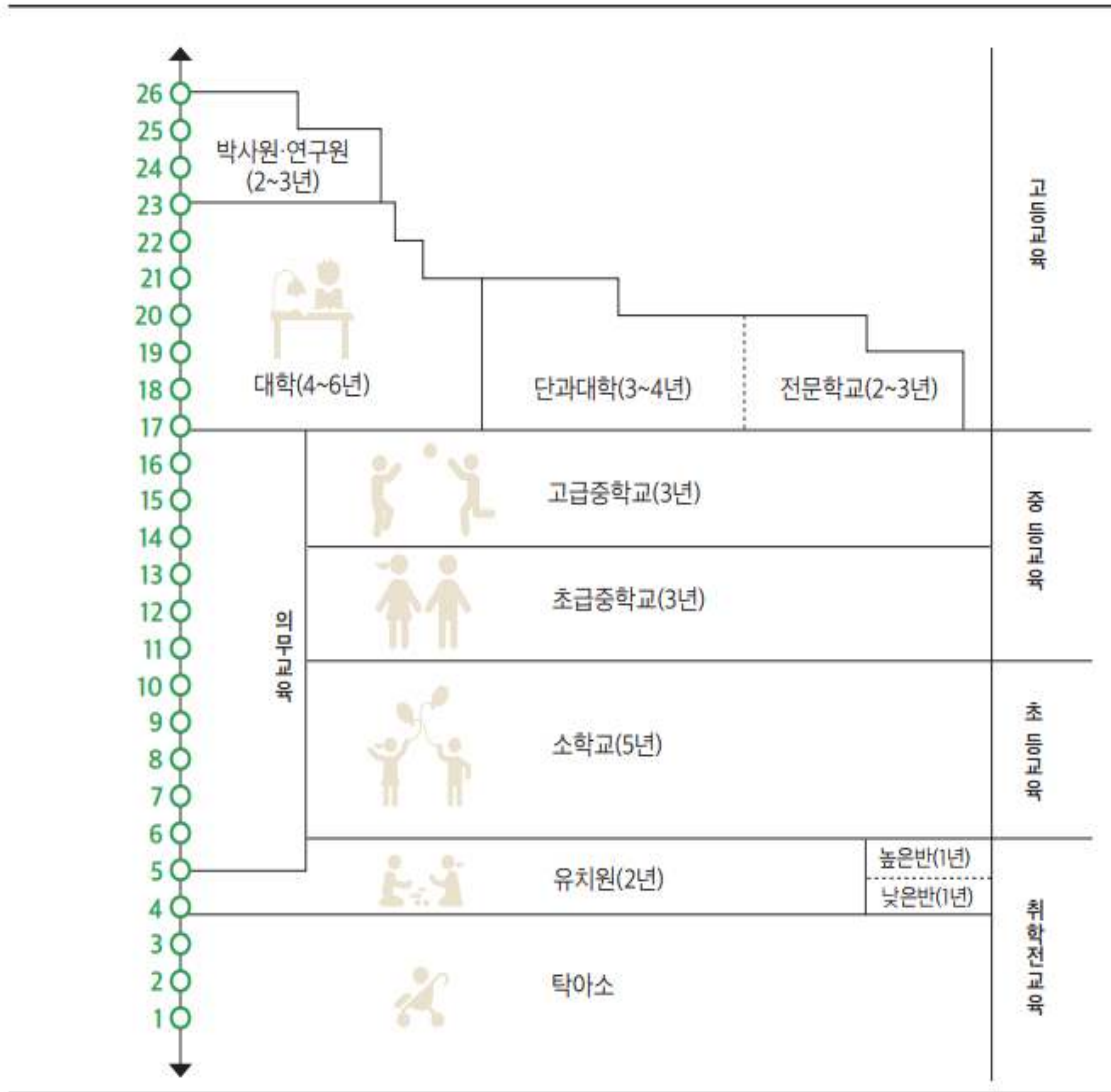 26
25
박사원·연구원
(2~3년)
24
23
22
21
20
19
18
대학(4~6년)
단과대학(3~4년)
전문학교(2~3년)
17
고등교육
16
고급중학교(3년)
15
14
중등교육
13
초급중학교(3년)
12
11
의무교육
10
9
소학교(5년)
8
7
초등교육
6
높은반(1년)
5
유치원(2년)
낮은반(1년)
4
3
탁아소
2
취학전교육
1